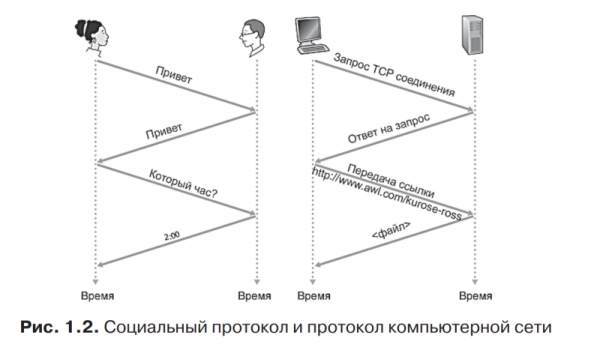 Привет
Привет
Который час?
2:00
Запрос TCP соединения
Ответ на запрос
Передача ссылки
http://www.awl.com/kurose-ross
<файл>
Время
Время
Время
Время
Рис. 1.2. Социальный протокол и протокол компьютерной сети